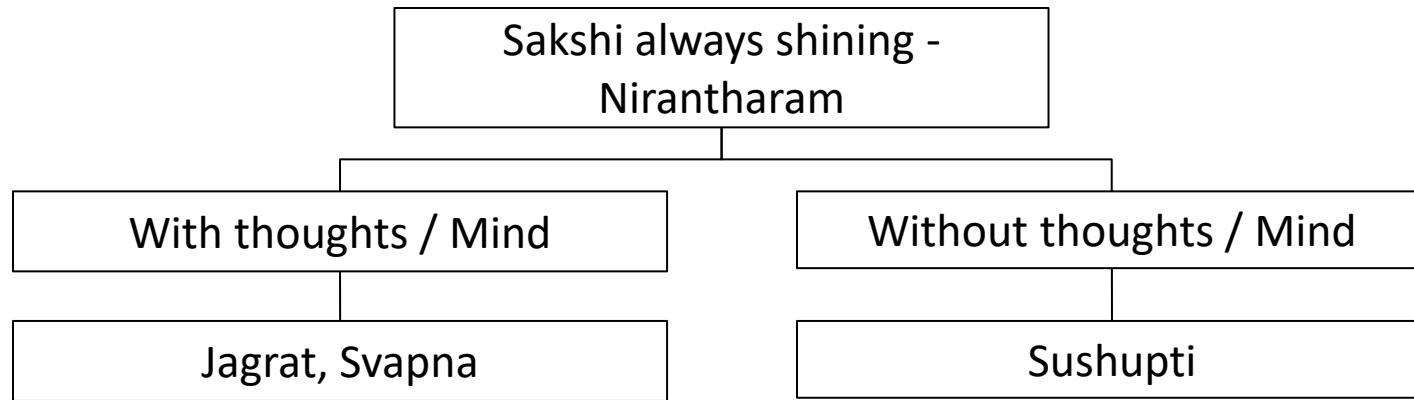 Sakshi always shining -
Nirantharam
With thoughts / Mind
Without thoughts / Mind
Jagrat, Svapna
Sushupti